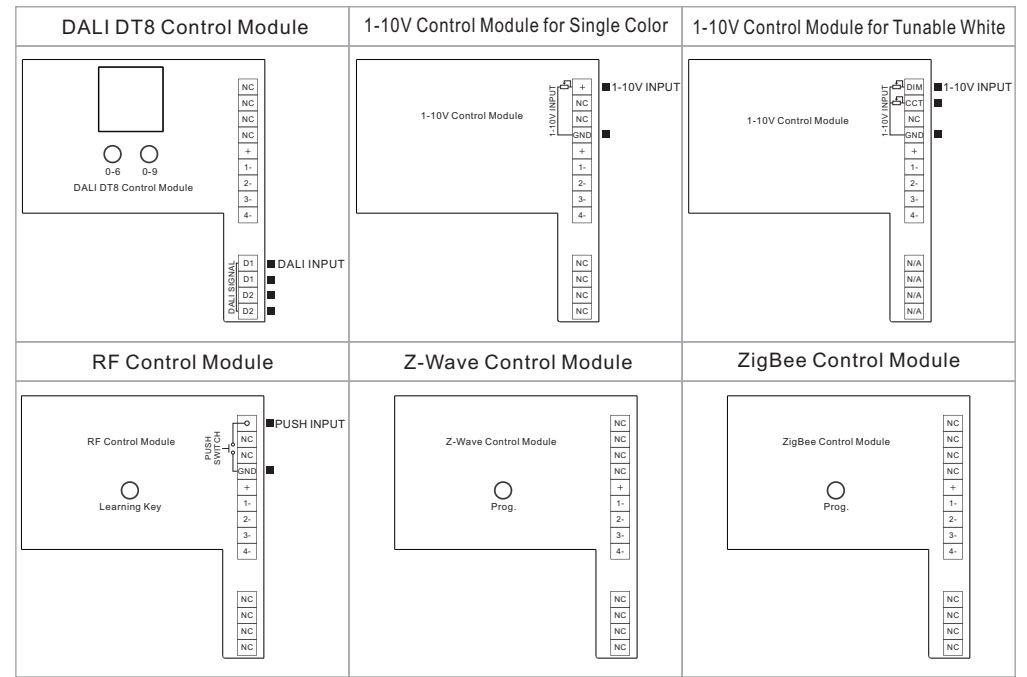 DALI DT8 Control Module
NC
NC
NC
NC
+
1-
2-
3-
4-
0-6 0-9
DALI DT8 Control Module
DALI SIGNAL
D1
D1
D2
D2
DALI INPUT
1-10V Control Module for Single Color
1-10V Control Module
1-10V INPUT
+
NC
NC
GND
+
1-
2-
3-
4-
NC
NC
NC
NC
1-10V INPUT
1-10V Control Module for Tunable White
1-10V Control Module
1-10V INPUT
DIM
CCT
NC
GND
+
1-
2-
3-
4-
N/A
N/A
N/A
N/A
1-10V INPUT
RF Control Module
RF Control Module
Learning Key
PUSH
SWITCH
NC
NC
GND
+
1-
2-
3-
4-
NC
NC
NC
NC
PUSH INPUT
Z-Wave Control Module
Z-Wave Control Module
Prog.
NC
NC
NC
NC
+
1-
2-
3-
4-
NC
NC
NC
NC
ZigBee Control Module
ZigBee Control Module
Prog.
NC
NC
NC
NC
+
1-
2-
3-
4-
NC
NC
NC
NC